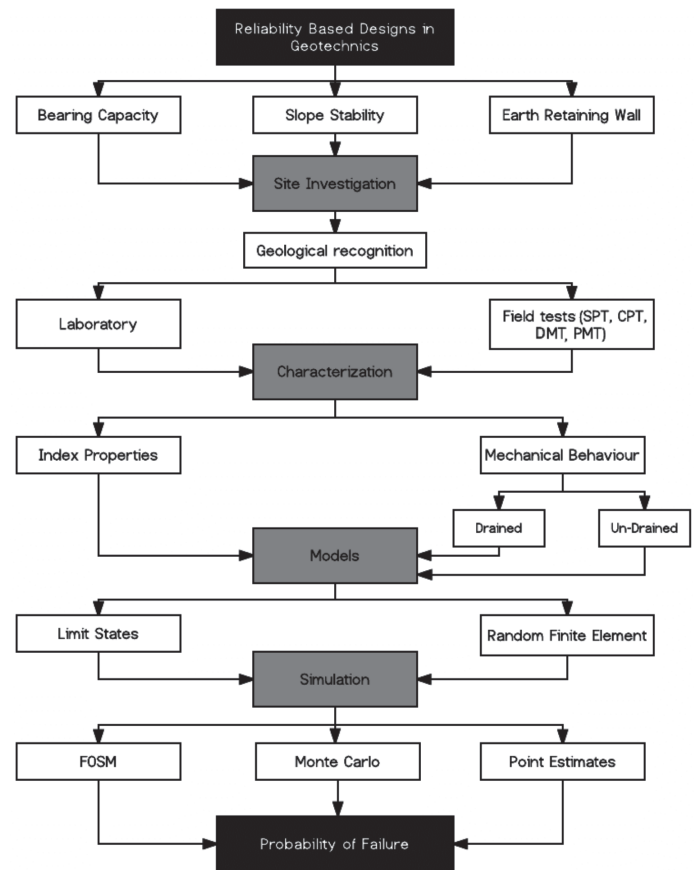 Reliability Based Designs in
Geotechnics
Bearing Capacity
Slope Stability
Earth Retaining Wall
Site Investigation
Geological recognition
Laboratory
Field tests (SPT, CPT,
DMT, PMT)
Characterization
Index Properties
Mechanical Behaviour
Drained
Un-Drained
Models
Limit States
Random Finite Element
Simulation
FOSM
Monte Carlo
Point Estimates
Probability of Failure